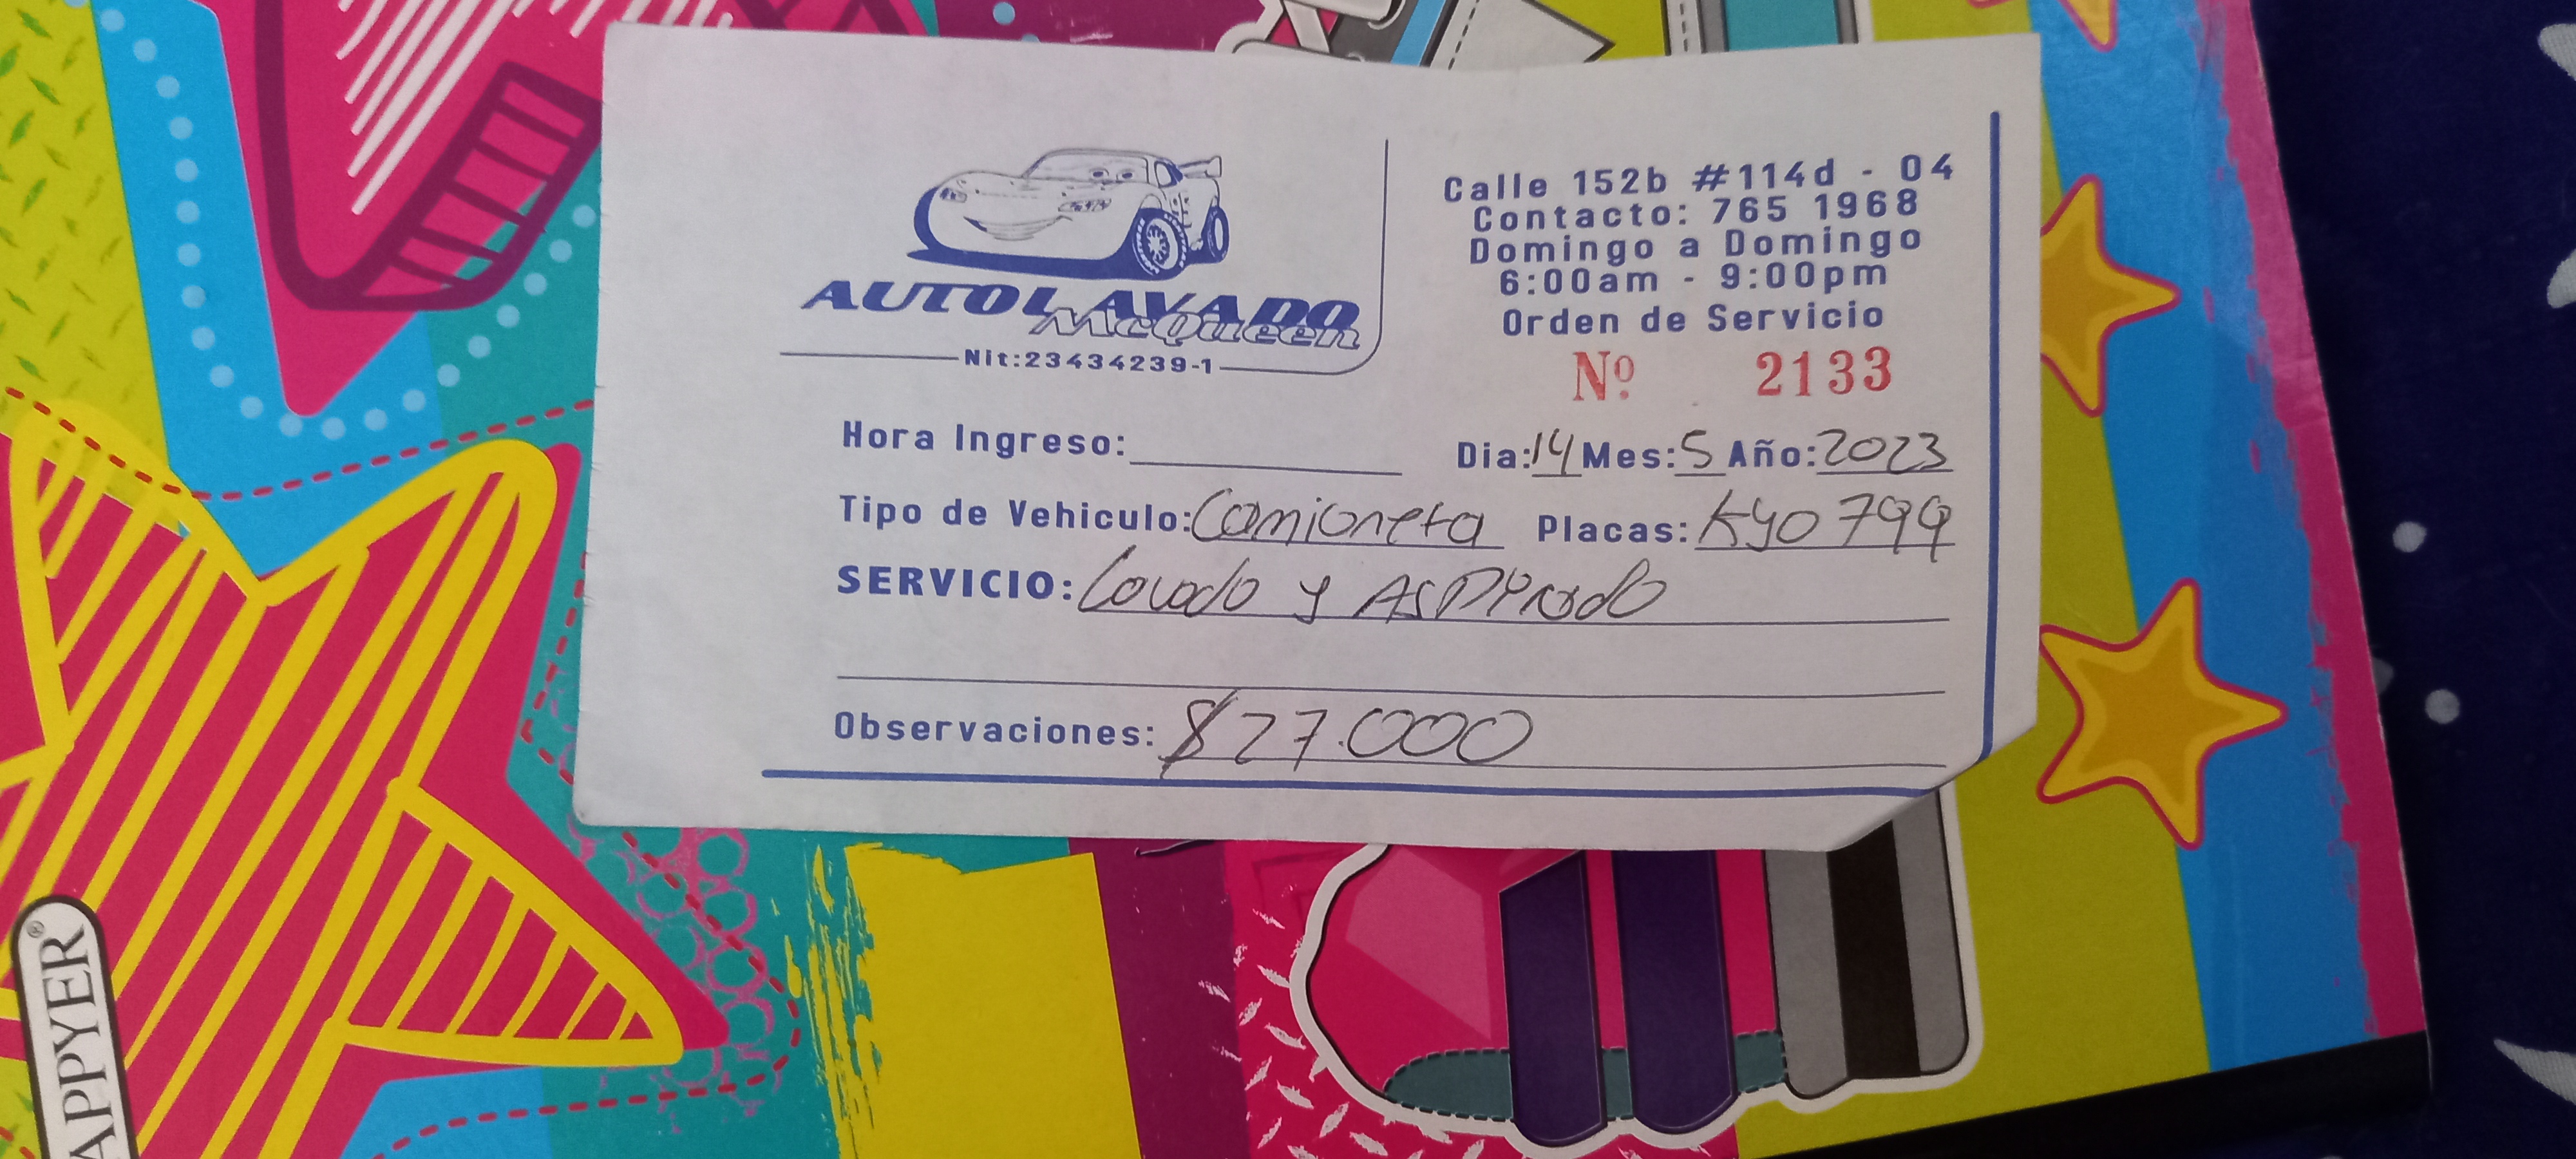 AUTOLAVADO
McQueen
Nit:23434239-1
Calle 152b #114d - 04
Contacto: 765 1968
Domingo a Domingo
6:00am - 9:00pm
Orden de Servicio
Nº 2133
Hora Ingreso:
Dia:14 Mes:5 Año:2023
Tipo de Vehiculo: Camioneta Placas: KYO 799
SERVICIO: Lavado y ASPIrado
Observaciones: $27.000
APPYER®